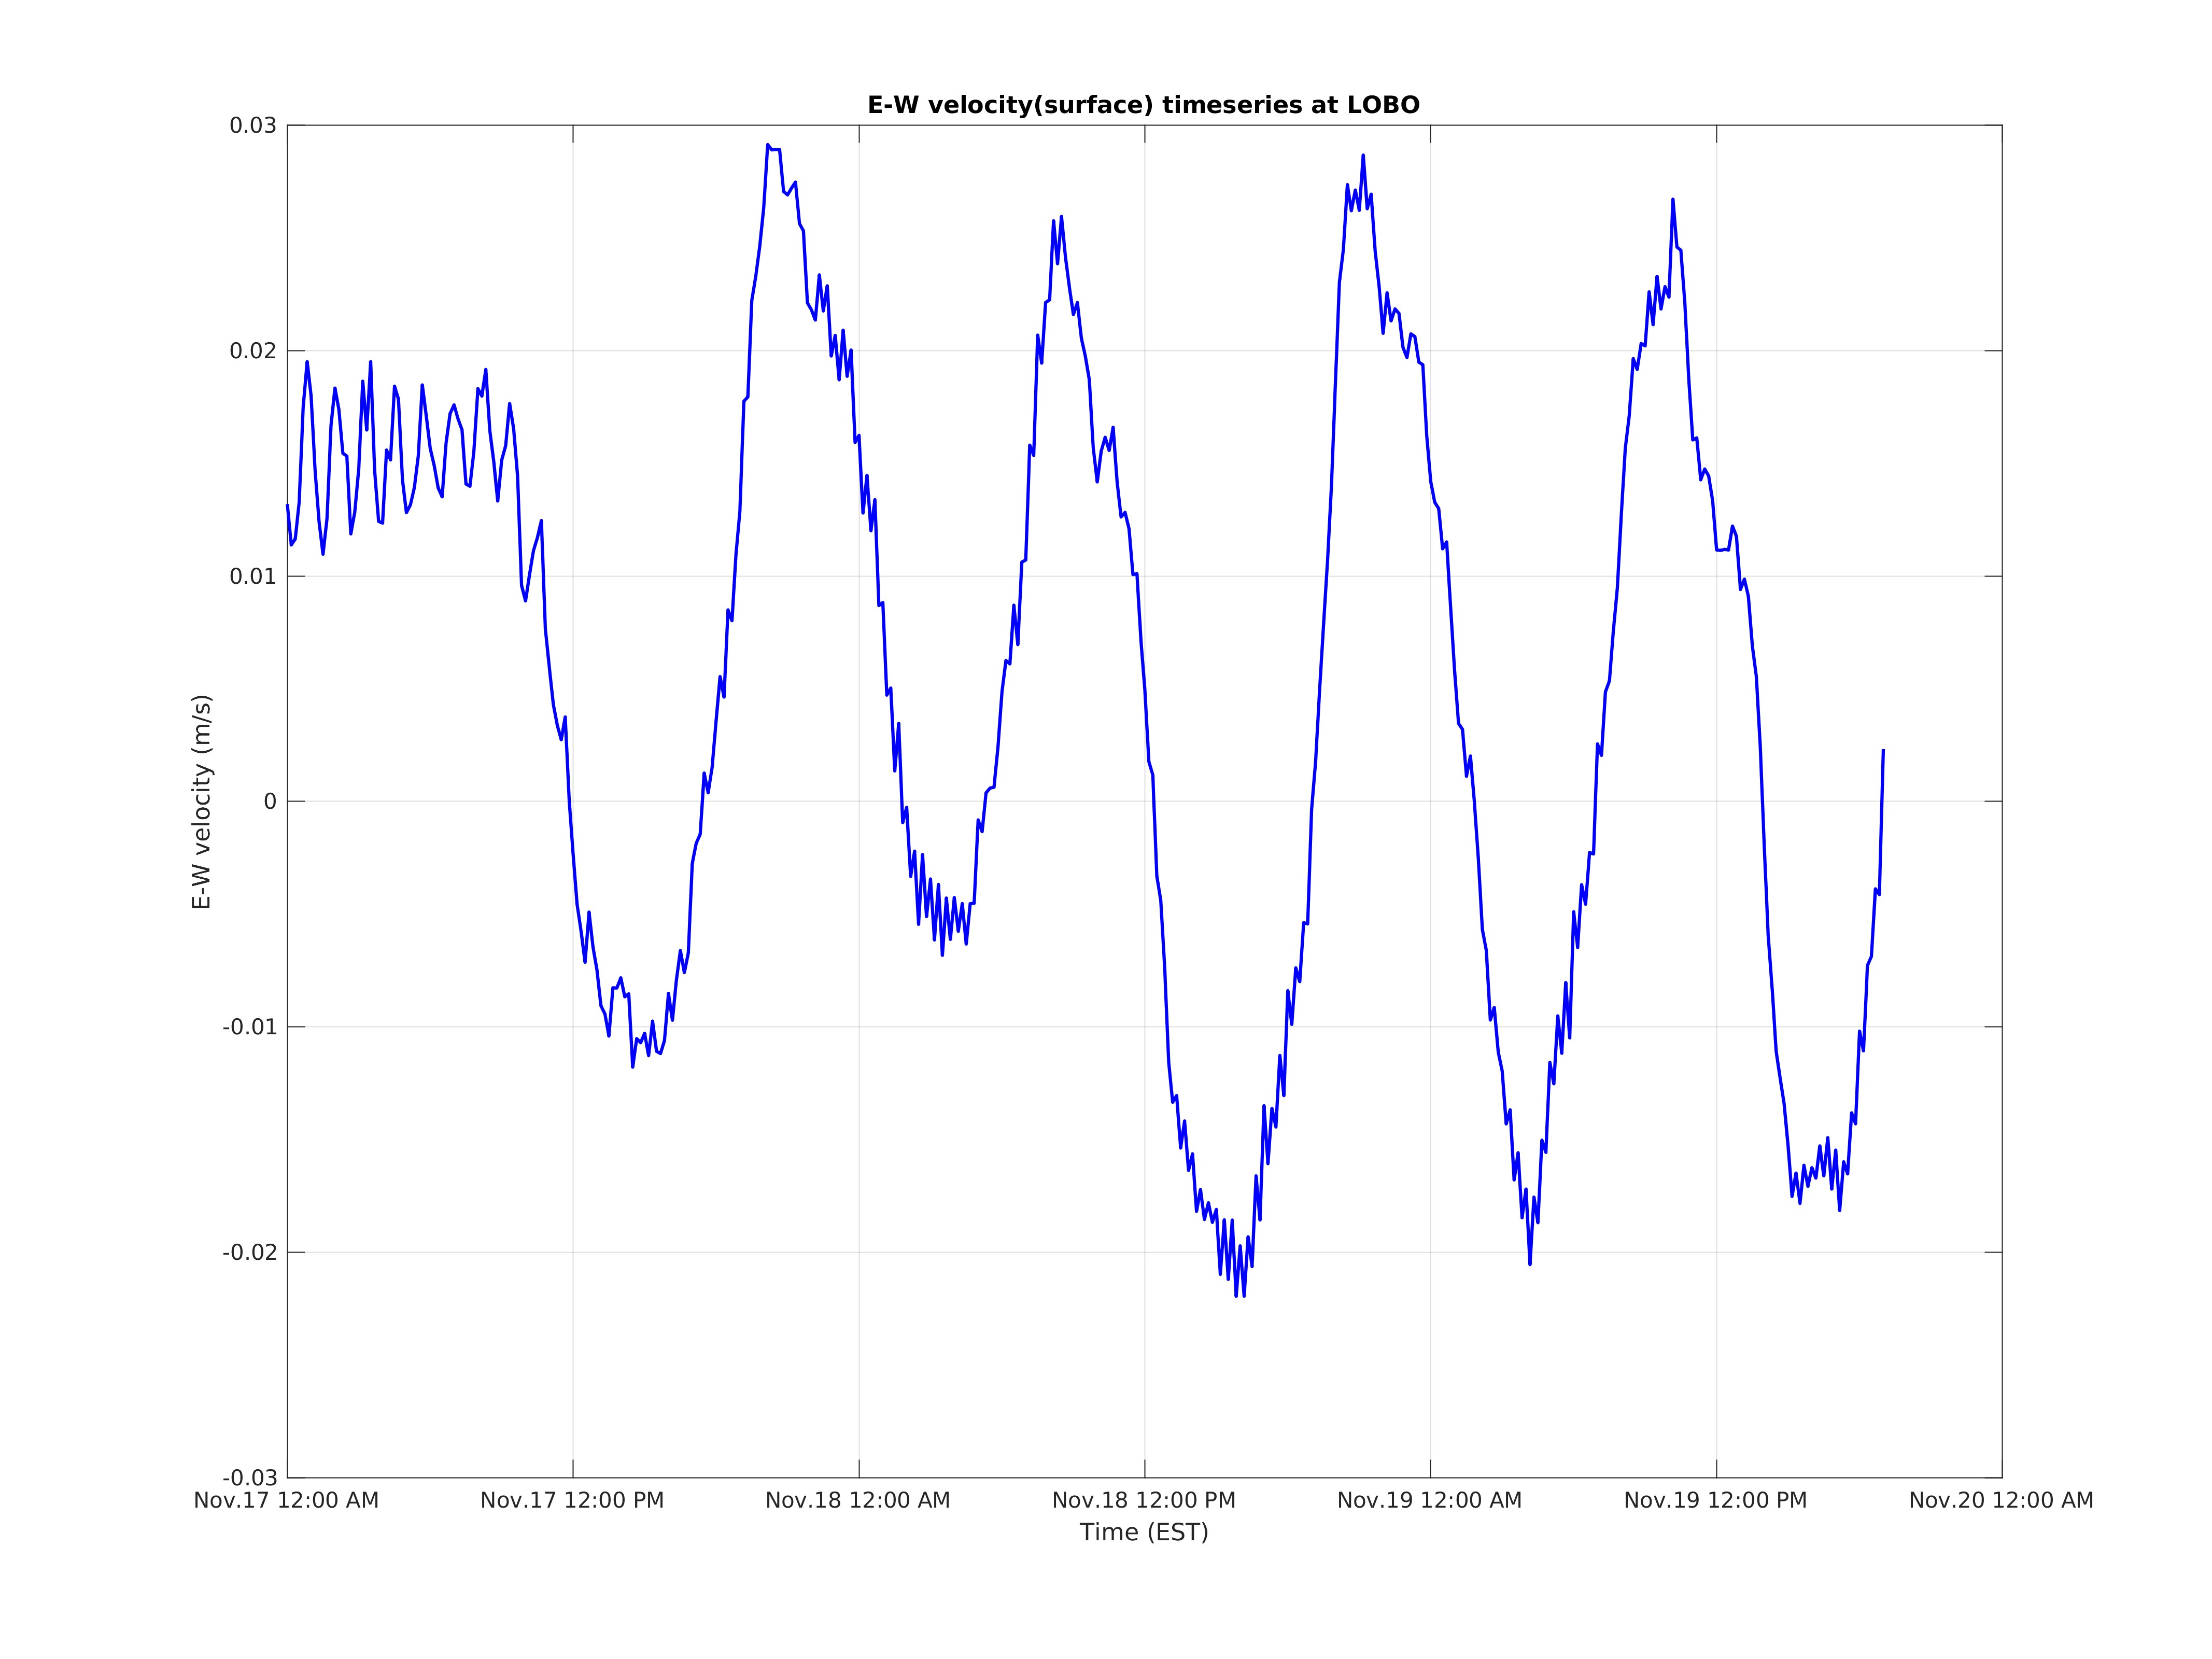 E-W velocity(surface) timeseries at LOBO
0.03
0.02
0.01
0
-0.01
-0.02
-0.03
E-W velocity (m/s)
Nov.17 12:00 AM
Nov.17 12:00 PM
Nov.18 12:00 AM
Nov.18 12:00 PM
Nov.19 12:00 AM
Nov.19 12:00 PM
Nov.20 12:00 AM
Time (EST)